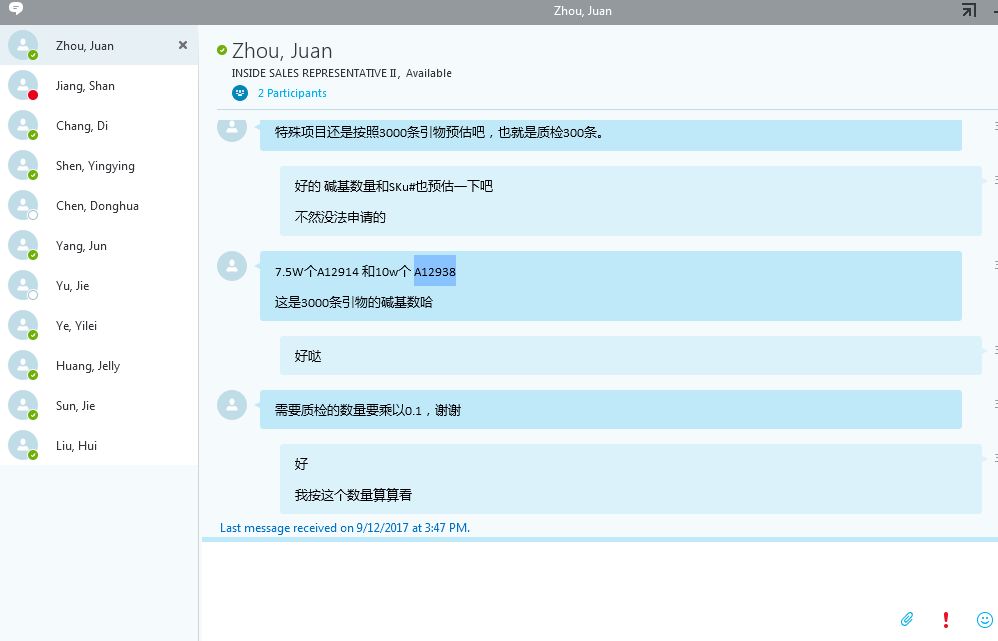 Zhou, Juan
Zhou, Juan
Jiang, Shan
Chang, Di
Shen, Yingying
Chen, Donghua
Yang, Jun
Yu, Jie
Ye, Yilei
Huang, Jelly
Sun, Jie
Liu, Hui
Zhou, Juan
INSIDE SALES REPRESENTATIVE II, Available
2 Participants
特殊项目还是按照3000条引物预估吧，也就是质检300条。
好的 碱基数量和SKu#也预估一下吧
不然没法申请的
7.5W个A12914 和10w个 A12938
这是3000条引物的碱基数哈
好哒
需要质检的数量要乘以0.1，谢谢
好
我按这个数量算算看
Last message received on 9/12/2017 at 3:47 PM.